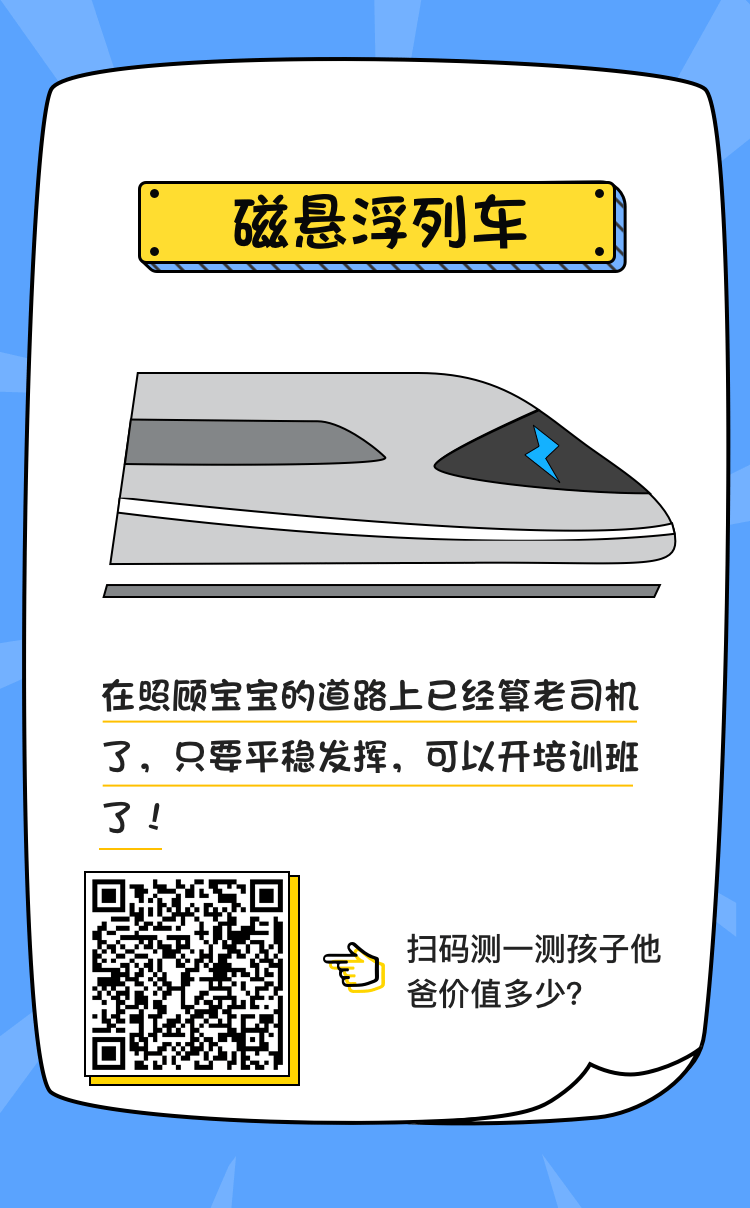 磁悬浮列车
在照顾宝宝的道路上已经算老司机
了，只要平稳发挥，可以开培训班
了！
扫码测一测孩子他
爸价值多少？